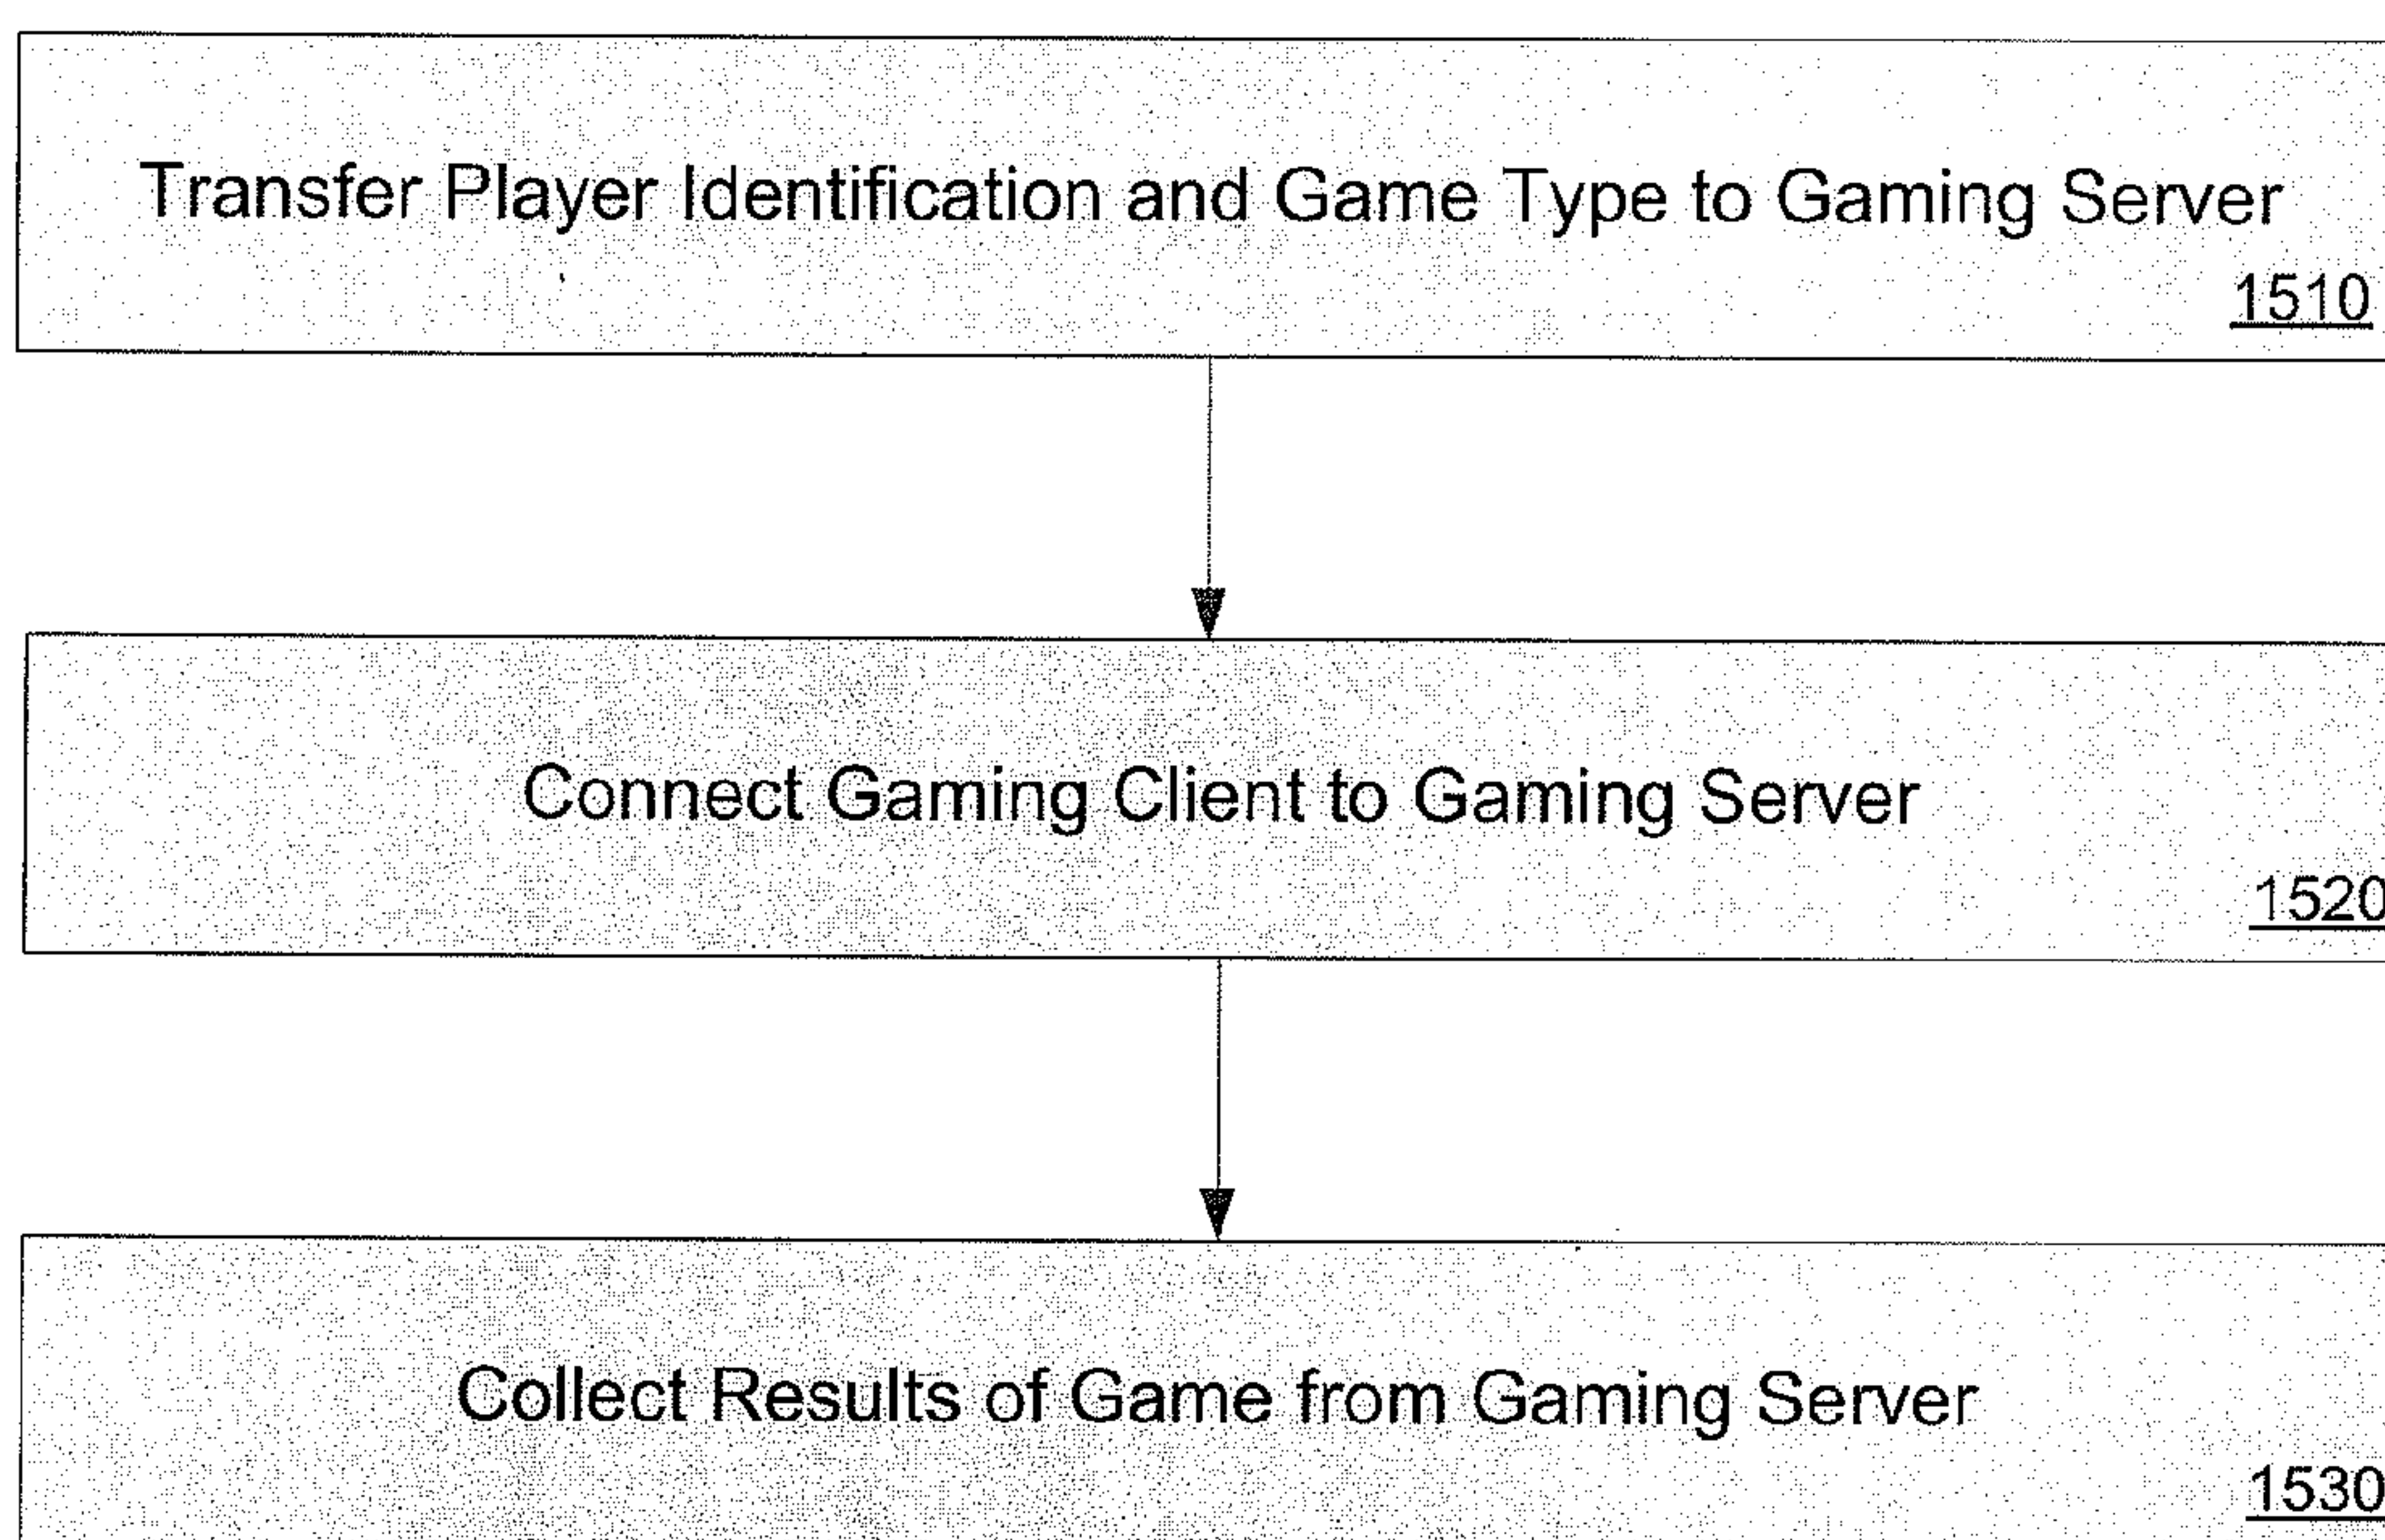 Transfer Player Identification and Game Type to Gaming Server
1510
Connect Gaming Client to Gaming Server
1520
Collect Results of Game from Gaming Server
1530